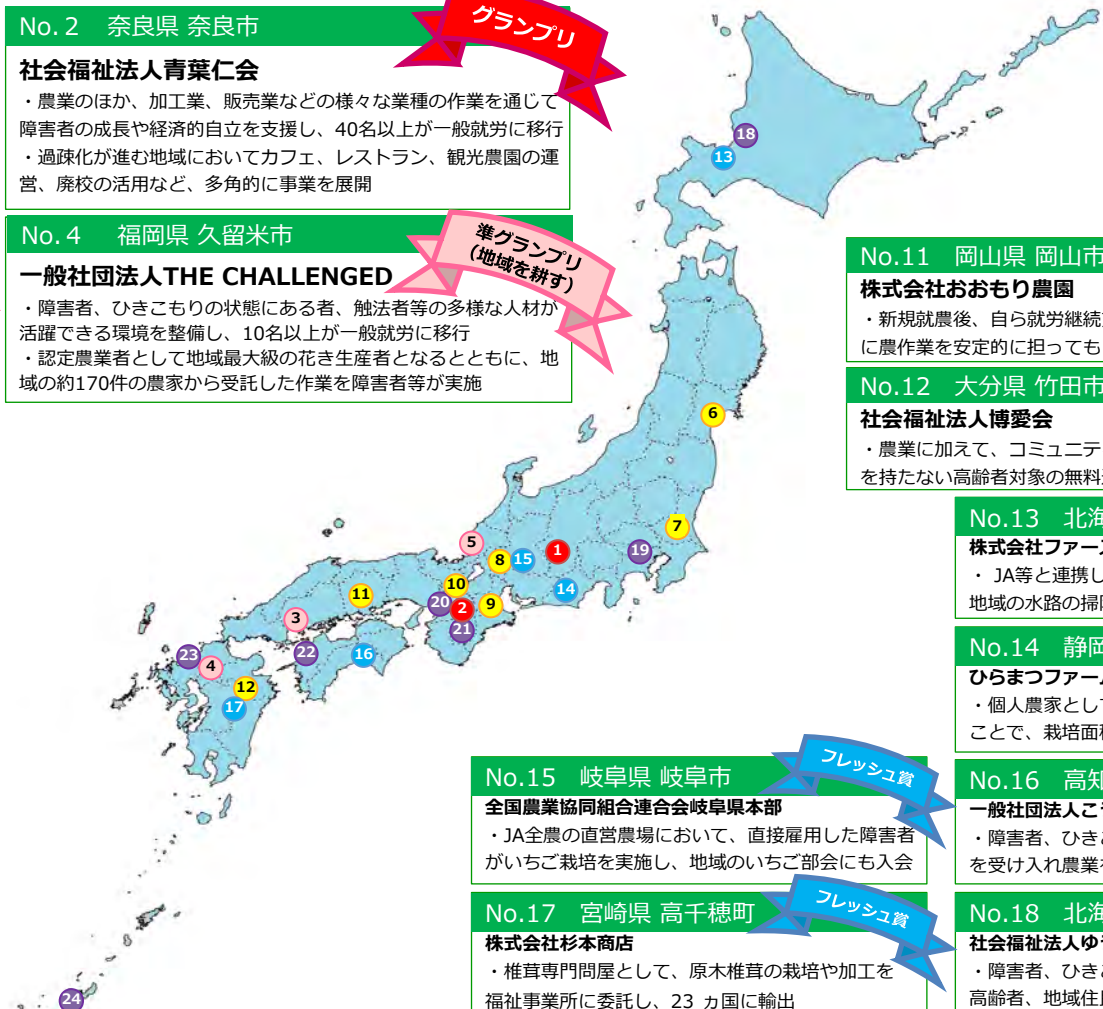 No. 2 奈良県 奈良市
グランプリ
社会福祉法人青葉仁会
・農業のほか、加工業、販売業などの様々な業種の作業を通じて
障害者の成長や経済的自立を支援し、40名以上が一般就労に移行
・過疎化が進む地域においてカフェ、レストラン、観光農園の運
営、廃校の活用など、多角的に事業を展開
No. 4 福岡県 久留米市
準グランプリ
(地域を耕す)
一般社団法人THE CHALLENGED
・障害者、ひきこもりの状態にある者、触法者等の多様な人材が
活躍できる環境を整備し、10名以上が一般就労に移行
・認定農業者として地域最大級の花き生産者となるとともに、地
域の約170件の農家から受託した作業を障害者等が実施
18
13
6
7
5
8
15
1
19
14
10
11
20
2
9
3
21
22
16
23
4
12
17
24
No.11 岡山県 岡山市
株式会社おおもり農園
・新規就農後、自ら就労継続
に農作業を安定的に担っても
No.12 大分県 竹田市
社会福祉法人博愛会
・農業に加えて、コミュニテ
を持たない高齢者対象の無料
No.13 北海
株式会社ファー
・ JA等と連携し
地域の水路の掃
No.14 静岡
ひらまつファー
・個人農家とし
ことで、栽培面
No.15 岐阜県 岐阜市
フレッシュ賞
全国農業協同組合連合会岐阜県本部
・JA全農の直営農場において、直接雇用した障害者
がいちご栽培を実施し、地域のいちご部会にも入会
No.16 高知
一般社団法人こ
・障害者、ひき
を受け入れ農業
No.17 宮崎県 高千穂町
フレッシュ賞
株式会社杉本商店
・椎茸専門問屋として、原木椎茸の栽培や加工を
福祉事業所に委託し、23 ヵ国に輸出
No.18 北海
社会福祉法人ゆ
・障害者、ひき
高齢者、地域住